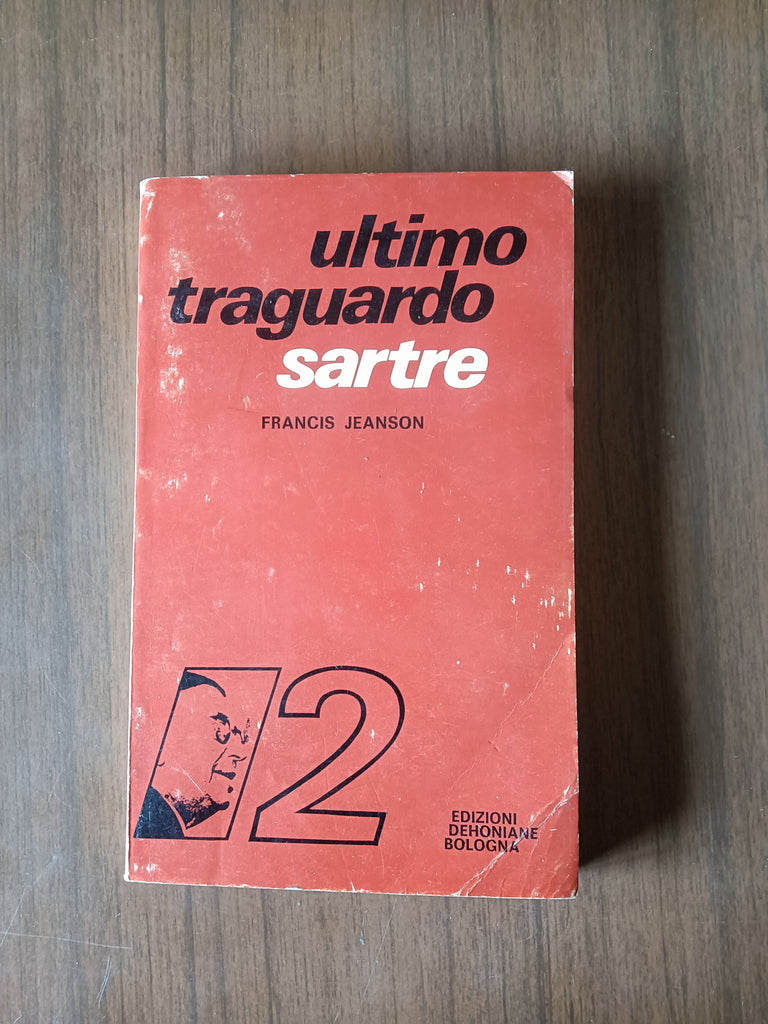 ultimo
traguardo
sartre
FRANCIS JEANSON
12
EDIZIONI
DEHONIANE
BOLOGNA